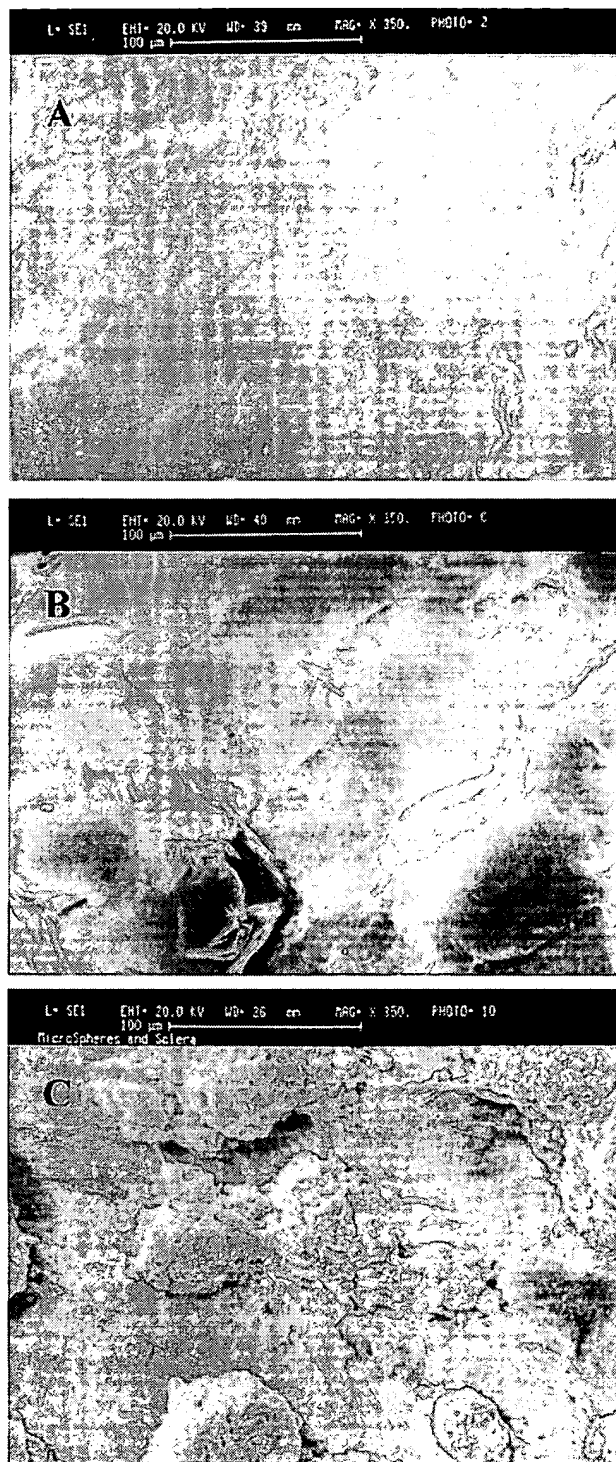 L= SE1 EHT= 20.0 KV WD= 39 mm MAG= X 350. PHOTO= 2
100 µm
A
L= SE1 EHT= 20.0 KV WD= 40 mm MAG= X 350. PHOTO= C
100 µm
B
L= SE1 EHT= 20.0 KV WD= 26 mm MAG= X 350. PHOTO= 10
100 µm
MicroSpheres and Sclera
C